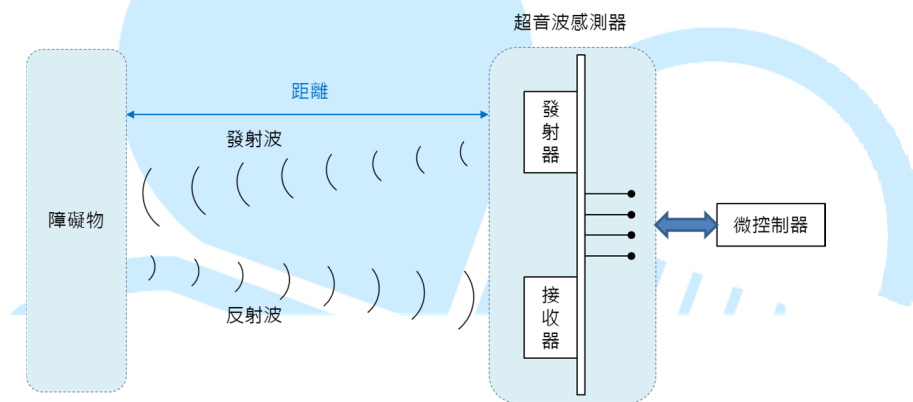 超音波感測器
距離
發射波
發射器
障礙物
微控制器
反射波
接收器